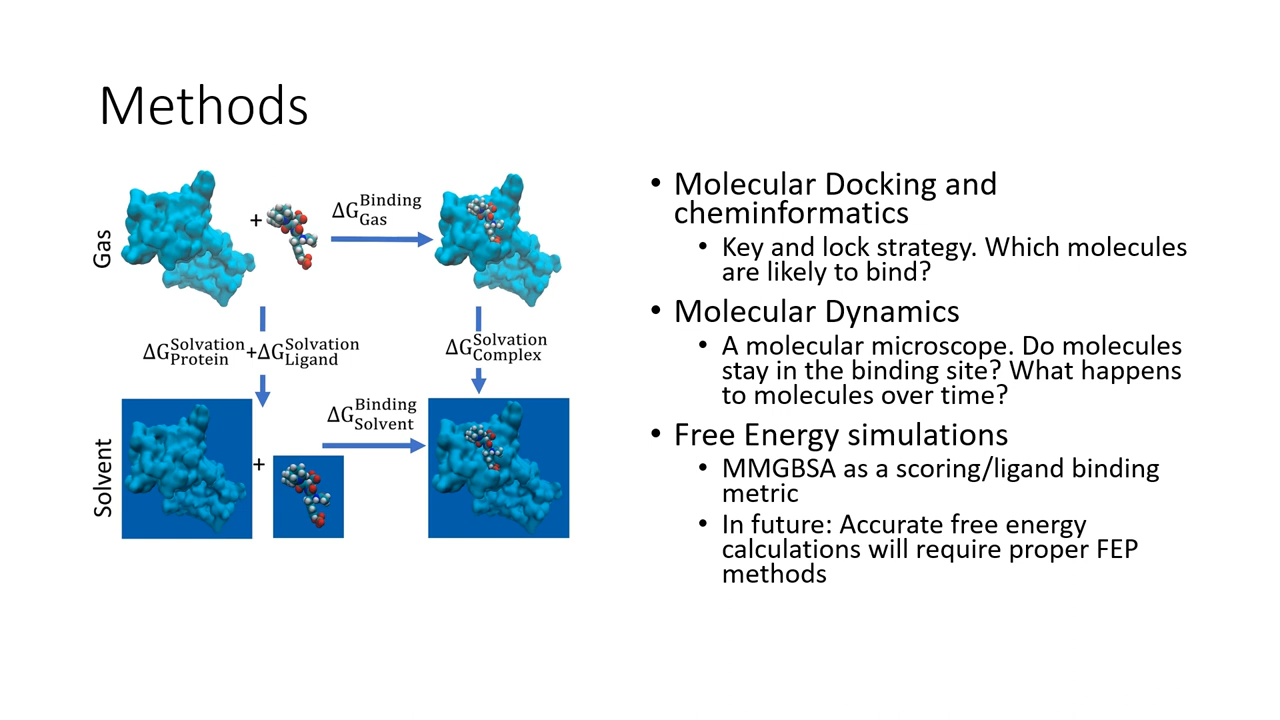 Methods
Gas
+
ΔG^Binding_Gas
ΔG^Solvation_Protein+ΔG^Solvation_Ligand
ΔG^Solvation_Complex
Solvent
+
ΔG^Binding_Solvent
• Molecular Docking and
cheminformatics
• Key and lock strategy. Which molecules
are likely to bind?
• Molecular Dynamics
• A molecular microscope. Do molecules
stay in the binding site? What happens
to molecules over time?
• Free Energy simulations
• MMGBSA as a scoring/ligand binding
metric
• In future: Accurate free energy
calculations will require proper FEP
methods